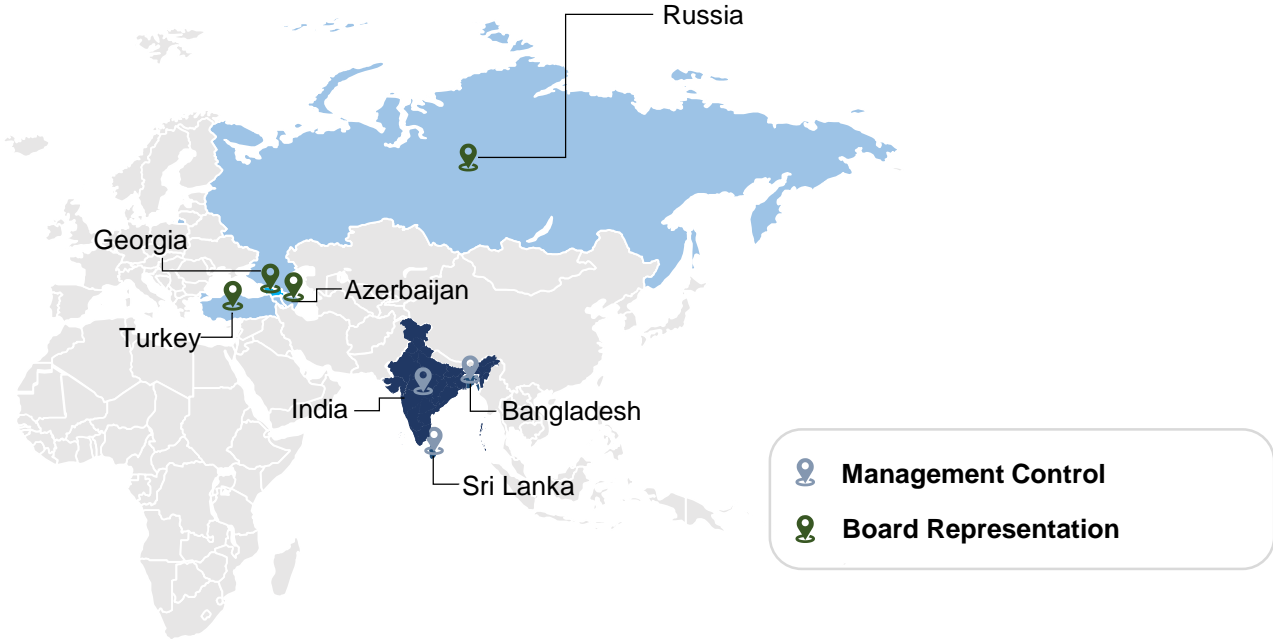 Russia
Georgia
Azerbaijan
Turkey
India
Bangladesh
Sri Lanka
Management Control
Board Representation